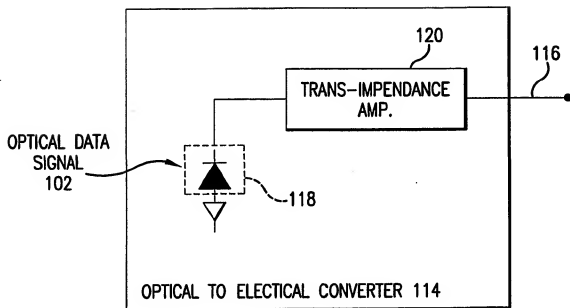 120
116
TRANS-IMPENDANCE
AMP.
OPTICAL DATA
SIGNAL
102
118
OPTICAL TO ELECTICAL CONVERTER 114